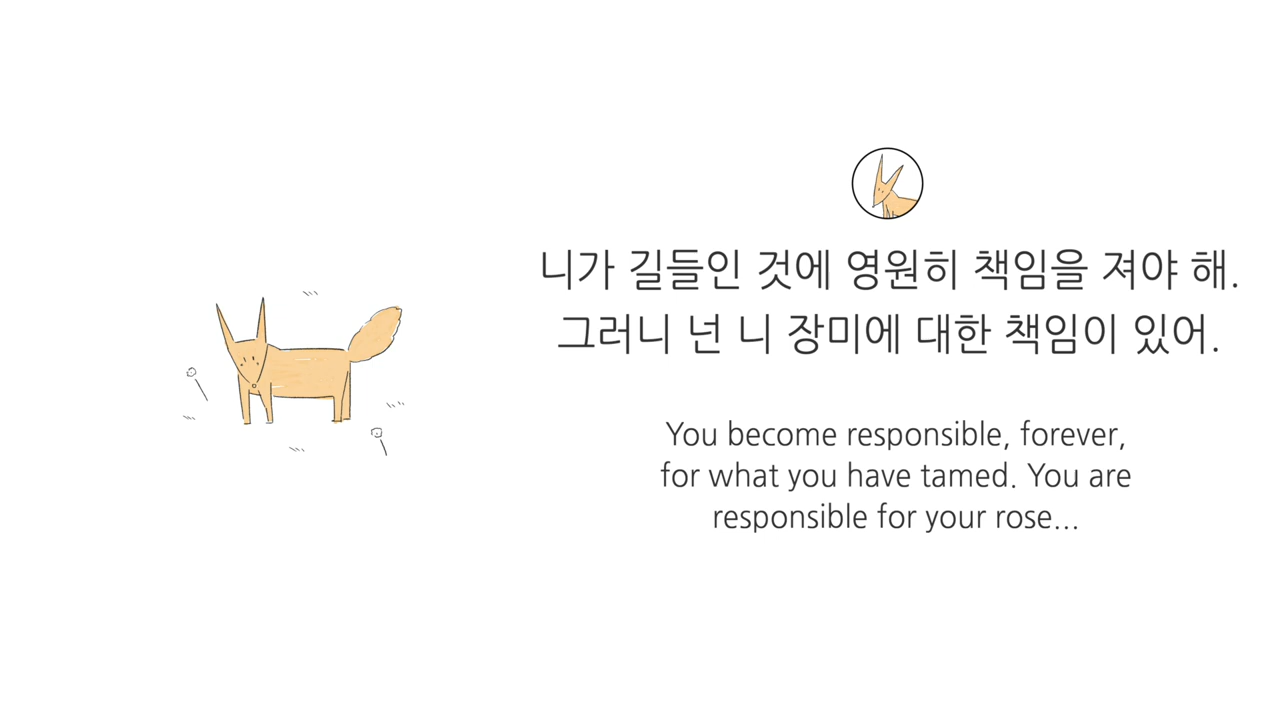 니가 길들인 것에 영원히 책임을 져야 해.
그러니 넌 니 장미에 대한 책임이 있어.
You become responsible, forever,
for what you have tamed. You are
responsible for your rose...